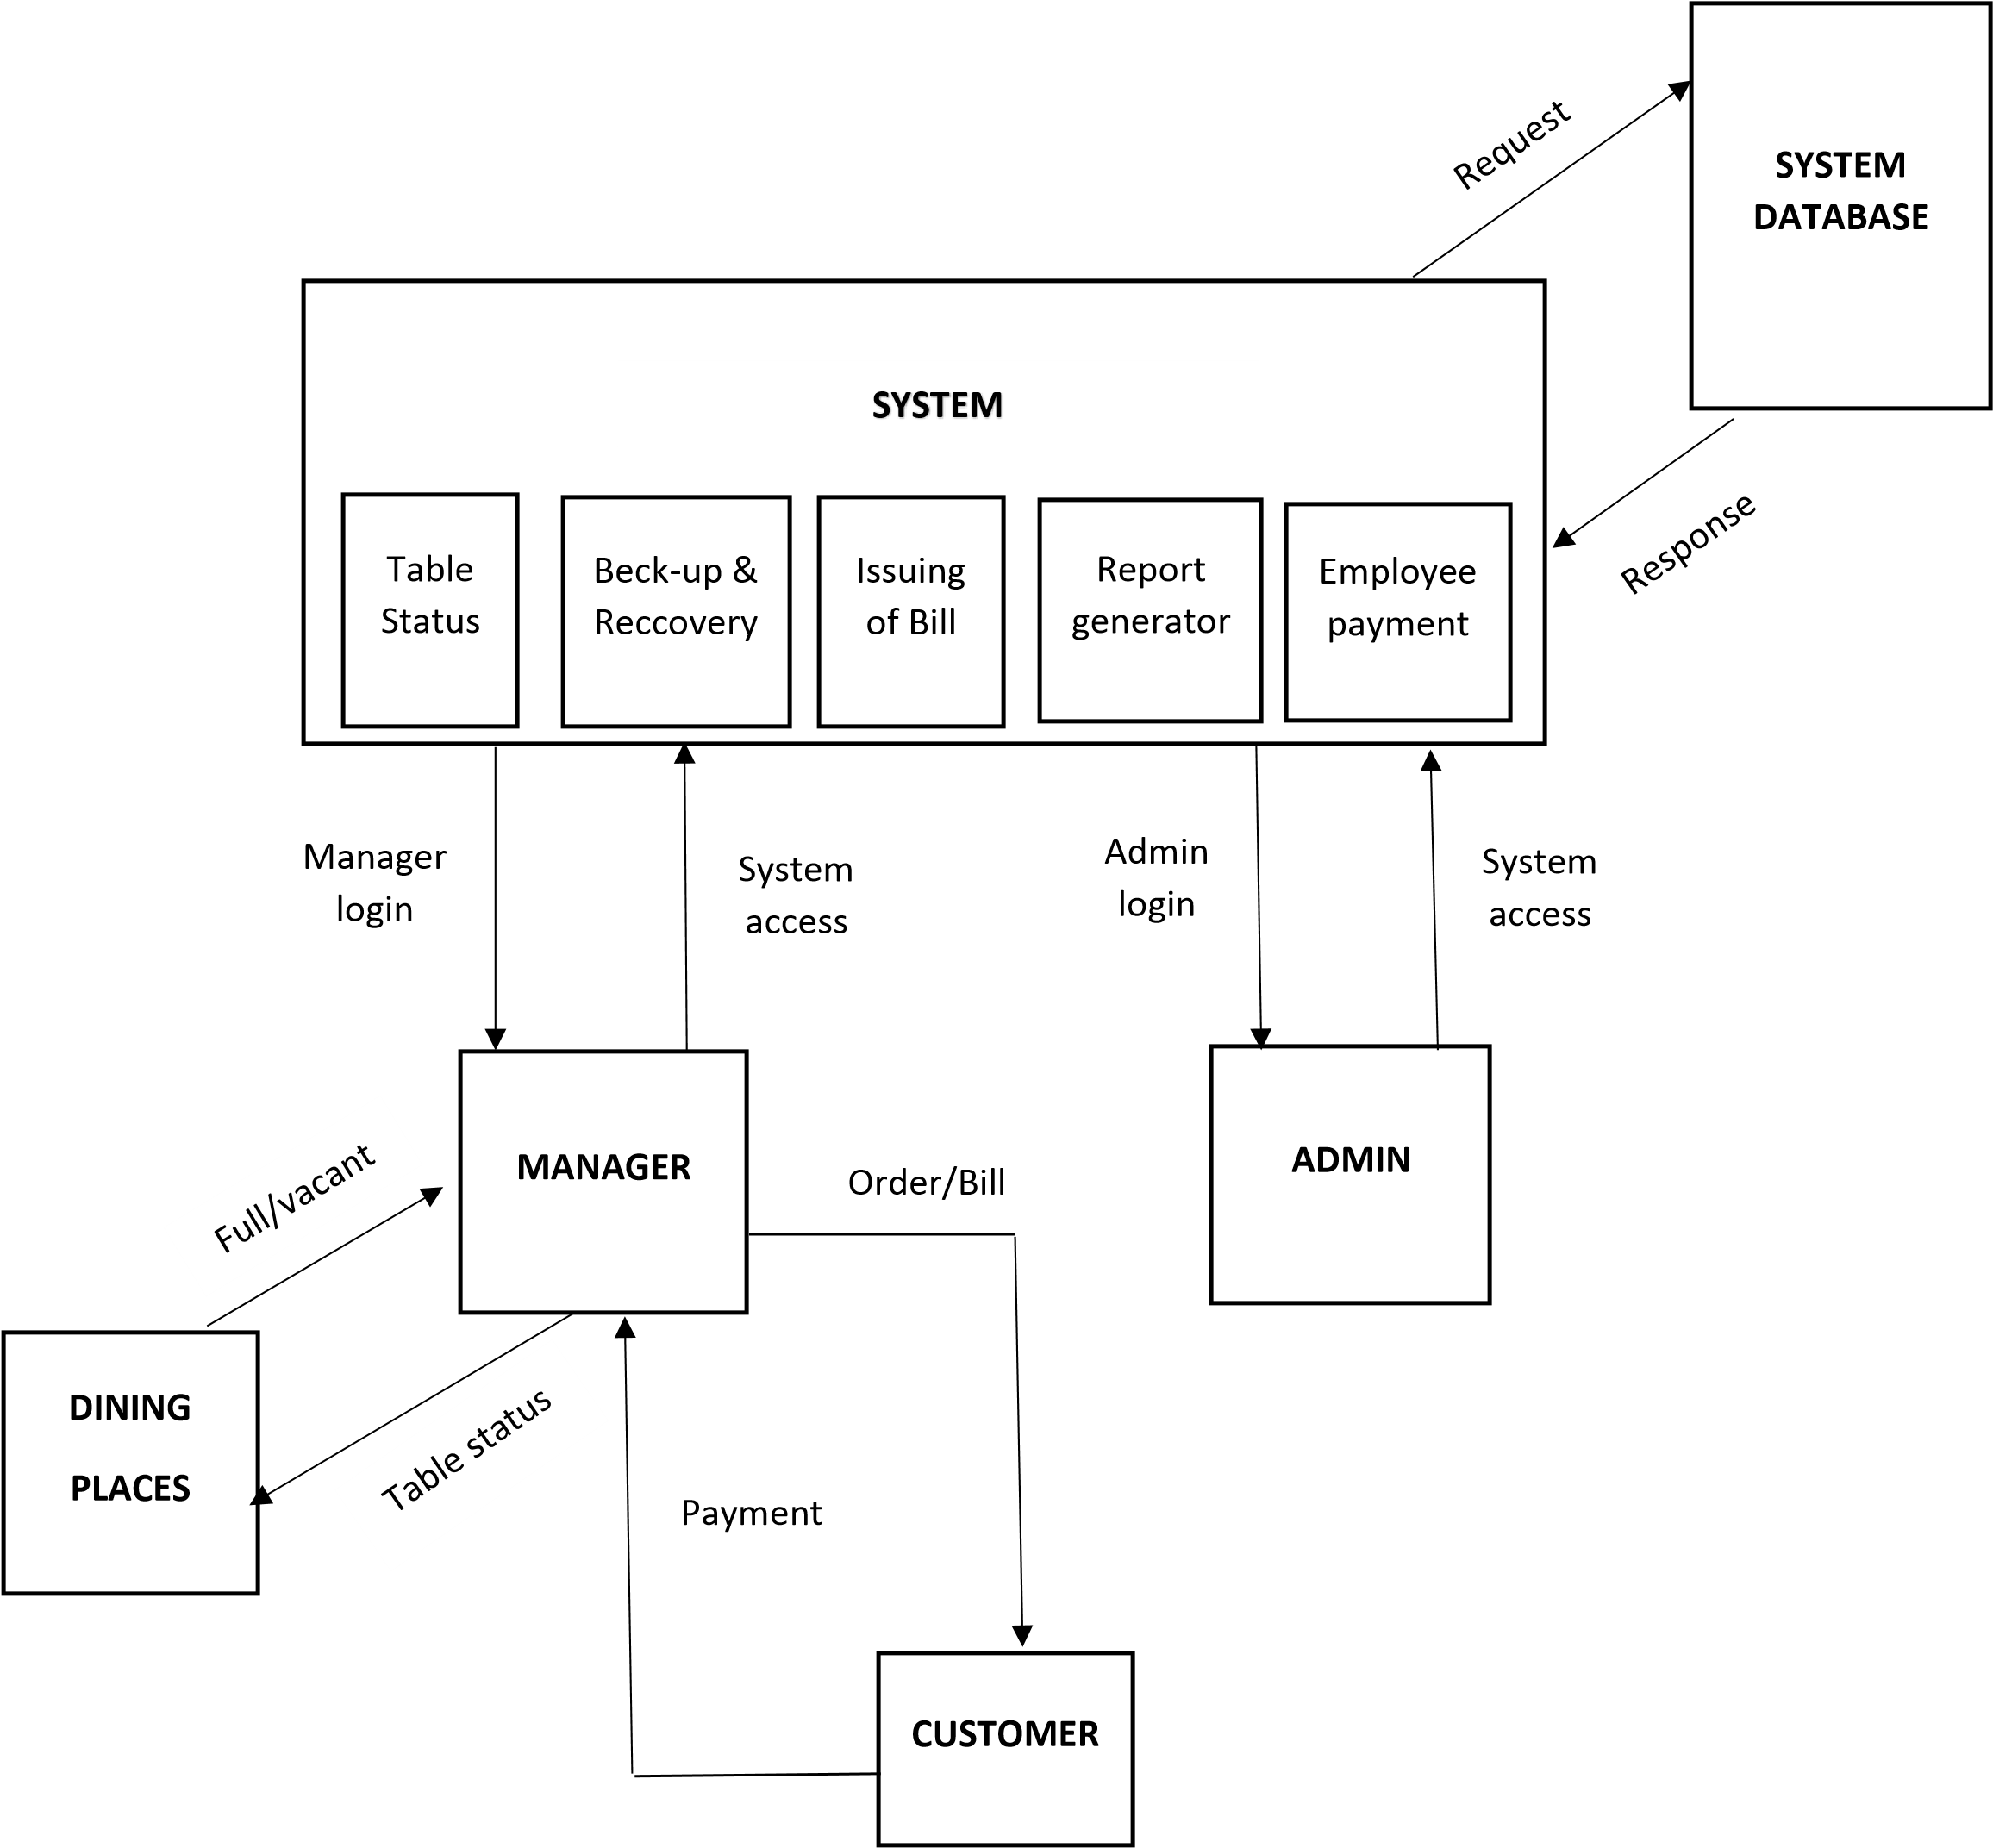 Request
SYSTEM
DATABASE
SYSTEM
Table
Status
Beck-up &
Reccovery
Issuing
of Bill
Report
generator
Employee
payment
Response
Manager
login
System
access
Admin
login
System
access
MANAGER
ADMIN
Full/vacant
Order/Bill
DINING
PLACES
Table status
Payment
CUSTOMER